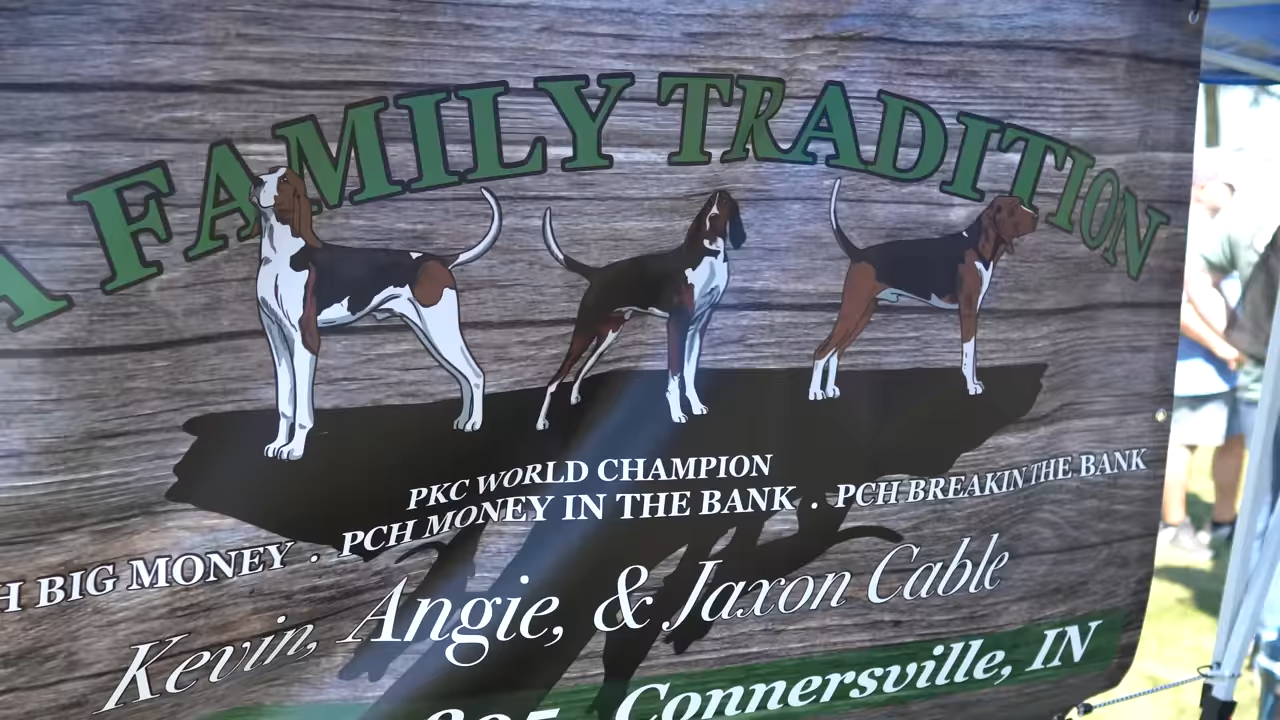 A FAMILY TRADITION
PKC WORLD CHAMPION
H BIG MONEY . PCH MONEY IN THE BANK . PCH BREAKIN THE BANK
Kevin, Angie, & Jaxon Cable
Connersville, IN